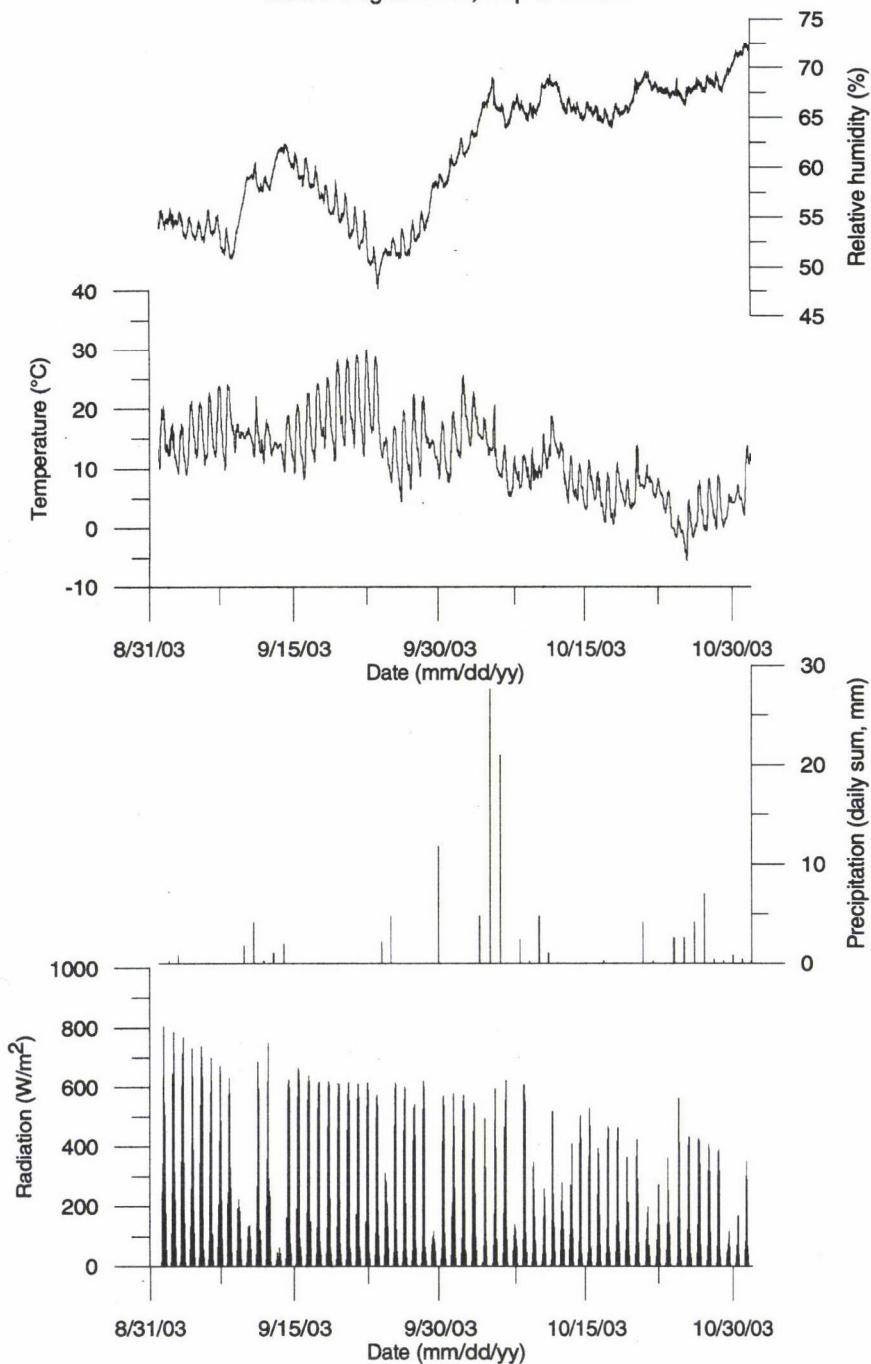 75
70
65
60
55
50
45
Relative humidity (%)
40
30
20
10
0
-10
Temperature (°C)
8/31/03 9/15/03 9/30/03 10/15/03 10/30/03
Date (mm/dd/yy)
30
20
10
0
Precipitation (daily sum, mm)
1000
800
600
400
200
0
Radiation (W/m²)
8/31/03 9/15/03 9/30/03 10/15/03 10/30/03
Date (mm/dd/yy)